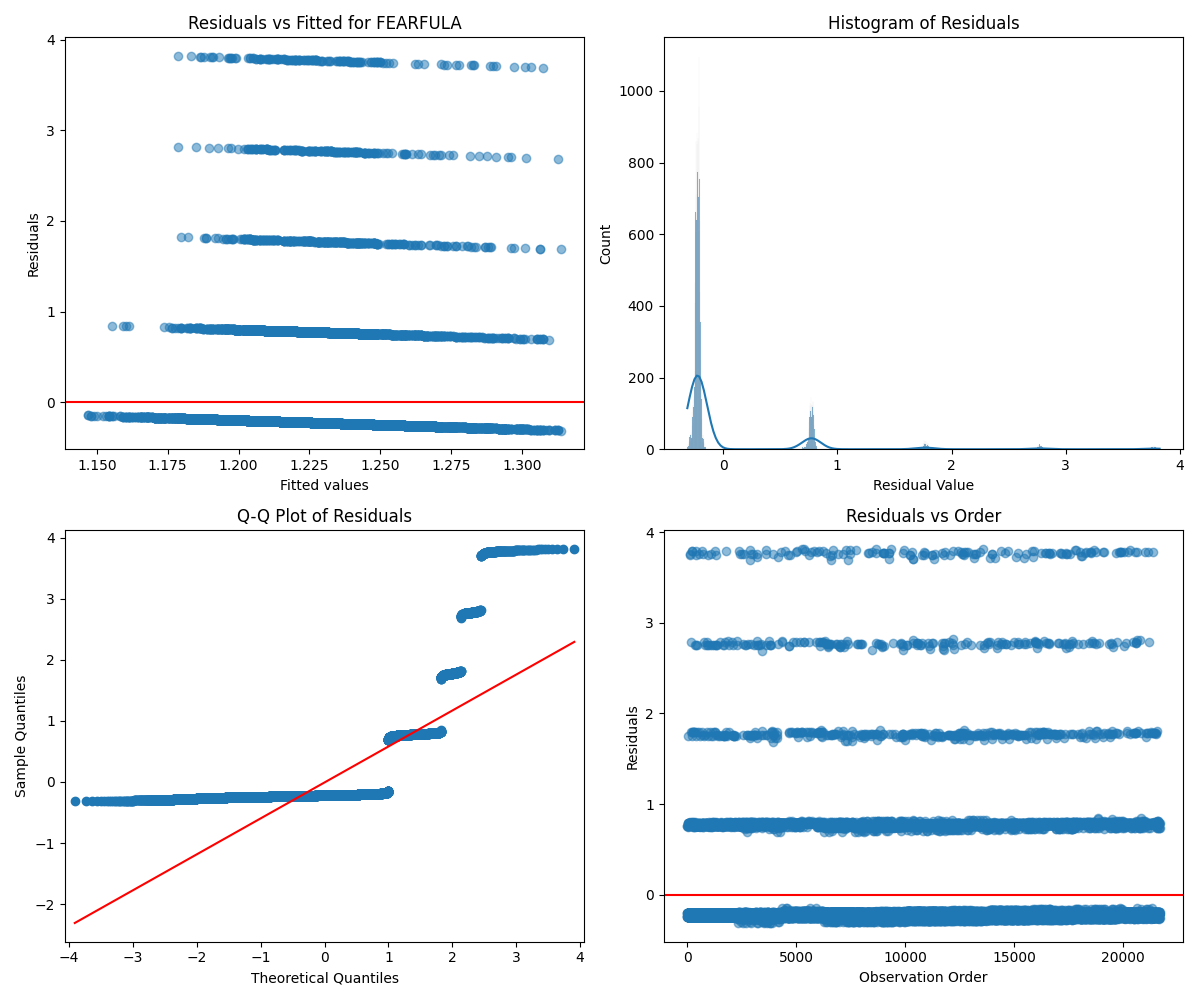 Residuals vs Fitted for FEARFULA
4
3
2
1
0
Residuals
1.150 1.175 1.200 1.225 1.250 1.275 1.300
Fitted values
Histogram of Residuals
1000
800
600
400
200
0
Count
0 1 2 3 4
Residual Value
Q-Q Plot of Residuals
4
3
2
1
0
−1
−2
Sample Quantiles
−4 −3 −2 −1 0 1 2 3 4
Theoretical Quantiles
Residuals vs Order
4
3
2
1
0
Residuals
0 5000 10000 15000 20000
Observation Order